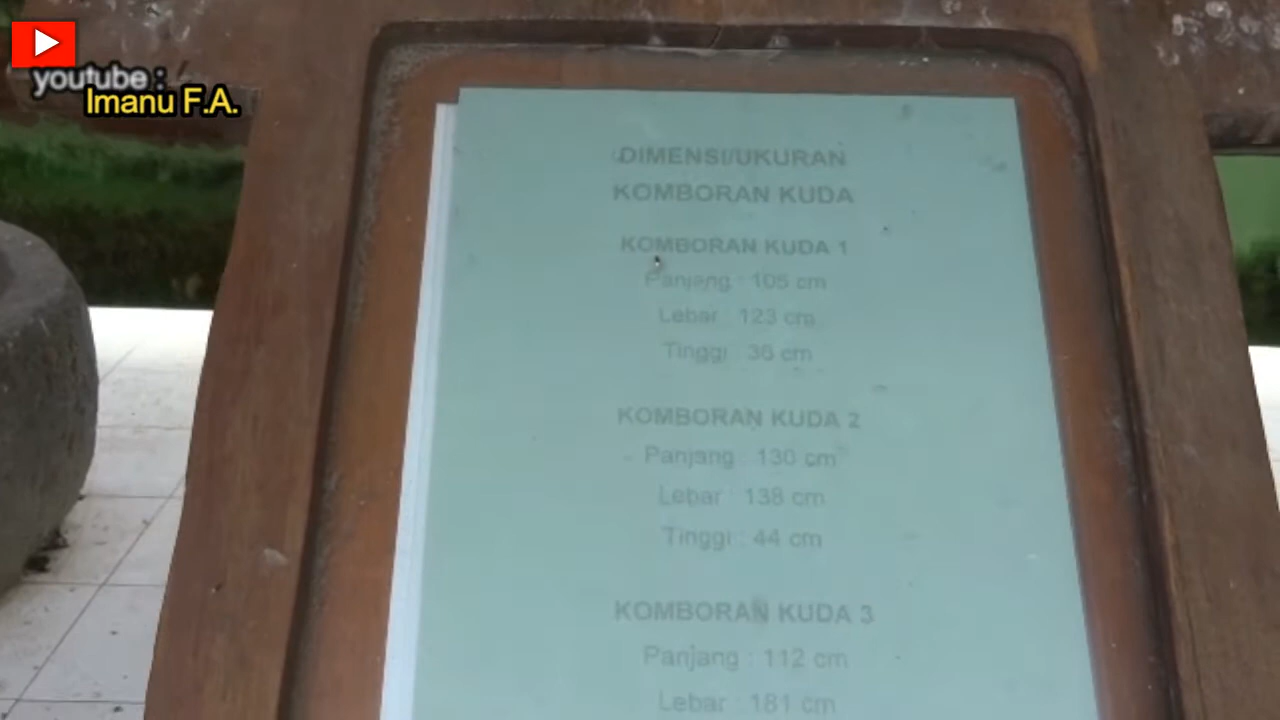 youtube :
Imanu F.A.
DIMENSI/UKURAN
KOMBORAN KUDA
KOMBORAN KUDA 1
Panjang : 105 cm
Lebar : 123 cm
Tinggi : 36 cm
KOMBORAN KUDA 2
Panjang : 130 cm
Lebar : 138 cm
Tinggi : 44 cm
KOMBORAN KUDA 3
Panjang : 112 cm
Lebar : 181 cm